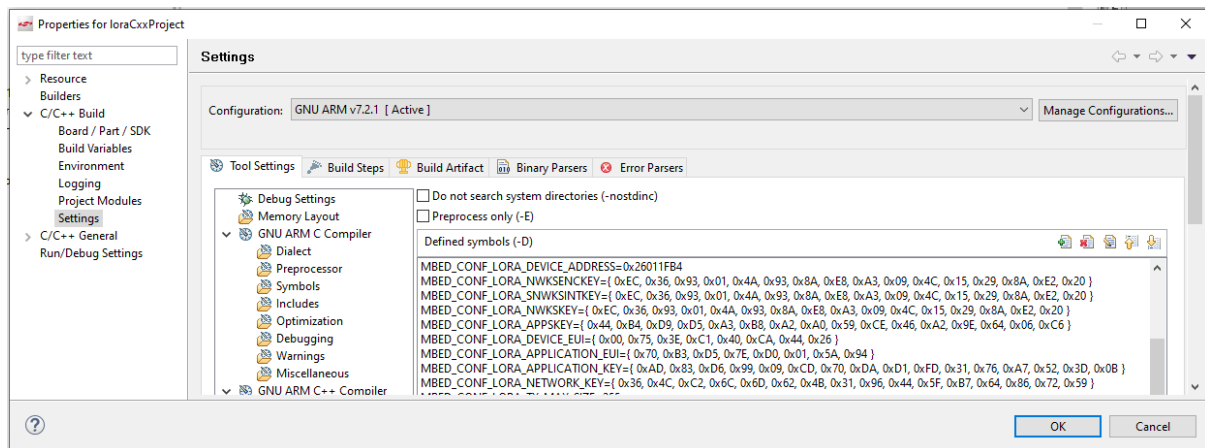 Properties for loraCxxProject
type filter text
Resource
Builders
C/C++ Build
Board / Part / SDK
Build Variables
Environment
Logging
Project Modules
Settings
C/C++ General
Run/Debug Settings
Settings
Configuration: GNU ARM v7.2.1 [ Active ]
Manage Configurations...
Tool Settings Build Steps Build Artifact Binary Parsers Error Parsers
Debug Settings
Memory Layout
GNU ARM C Compiler
Dialect
Preprocessor
Symbols
Includes
Optimization
Debugging
Warnings
Miscellaneous
GNU ARM C++ Compiler
Do not search system directories (-nostdinc)
Preprocess only (-E)
Defined symbols (-D)
MBED_CONF_LORA_DEVICE_ADDRESS=0x26011FB4
MBED_CONF_LORA_NWKSENCKEY={ 0xEC, 0x36, 0x93, 0x01, 0x4A, 0x93, 0x8A, 0xE8, 0xA3, 0x09, 0x4C, 0x15, 0x29, 0x8A, 0xE2, 0x20 }
MBED_CONF_LORA_SNWKSINTKEY={ 0xEC, 0x36, 0x93, 0x01, 0x4A, 0x93, 0x8A, 0xE8, 0xA3, 0x09, 0x4C, 0x15, 0x29, 0x8A, 0xE2, 0x20 }
MBED_CONF_LORA_NWKSKEY={ 0xEC, 0x36, 0x93, 0x01, 0x4A, 0x93, 0x8A, 0xE8, 0xA3, 0x09, 0x4C, 0x15, 0x29, 0x8A, 0xE2, 0x20 }
MBED_CONF_LORA_APPSKEY={ 0x44, 0xB4, 0xD9, 0xD5, 0xA3, 0xB8, 0xA2, 0xA0, 0x59, 0xCE, 0x46, 0xA2, 0x9E, 0x64, 0x06, 0xC6 }
MBED_CONF_LORA_DEVICE_EUI={ 0x00, 0x75, 0x3E, 0xC1, 0x40, 0xCA, 0x44, 0x26 }
MBED_CONF_LORA_APPLICATION_EUI={ 0x70, 0xB3, 0xD5, 0x7E, 0xD0, 0x01, 0x5A, 0x94 }
MBED_CONF_LORA_APPLICATION_KEY={ 0xAD, 0x83, 0xD6, 0x99, 0x09, 0xCD, 0x70, 0xDA, 0xD1, 0xFD, 0x31, 0x76, 0xA7, 0x52, 0x3D, 0x0B }
MBED_CONF_LORA_NETWORK_KEY={ 0x36, 0x4C, 0xC2, 0x6C, 0x6D, 0x62, 0x4B, 0x31, 0x96, 0x44, 0x5F, 0xB7, 0x64, 0x86, 0x72, 0x59 }
OK
Cancel